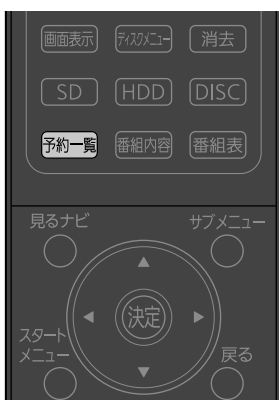 画面表示 ディスクメニュー 消去
SD HDD DISC
予約一覧 番組内容 番組表
見るナビ サブメニュー
決定
スタート
メニュー 戻る